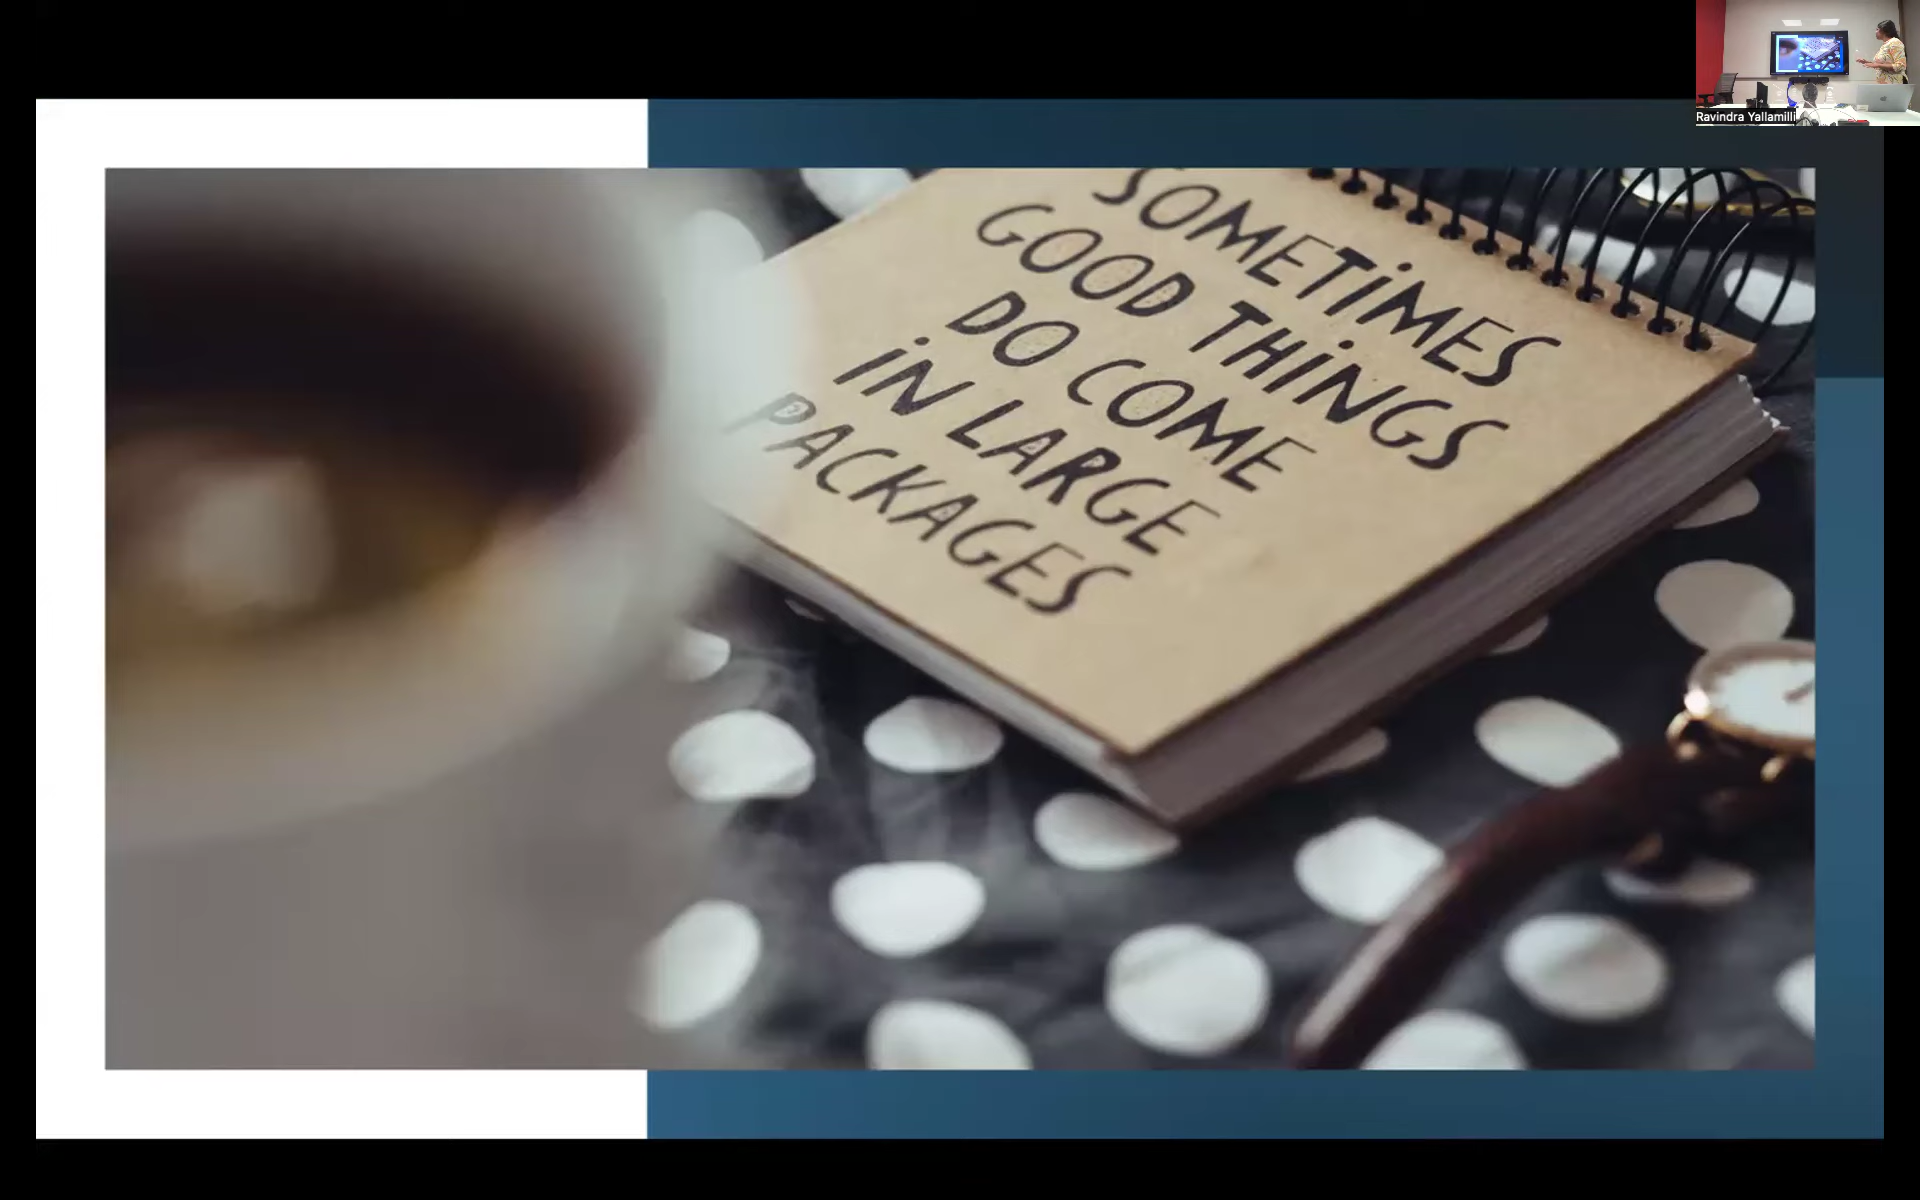 Ravindra Yallamilli
SOMETIMES
GOOD THINGS
DO COME
IN LARGE
PACKAGES